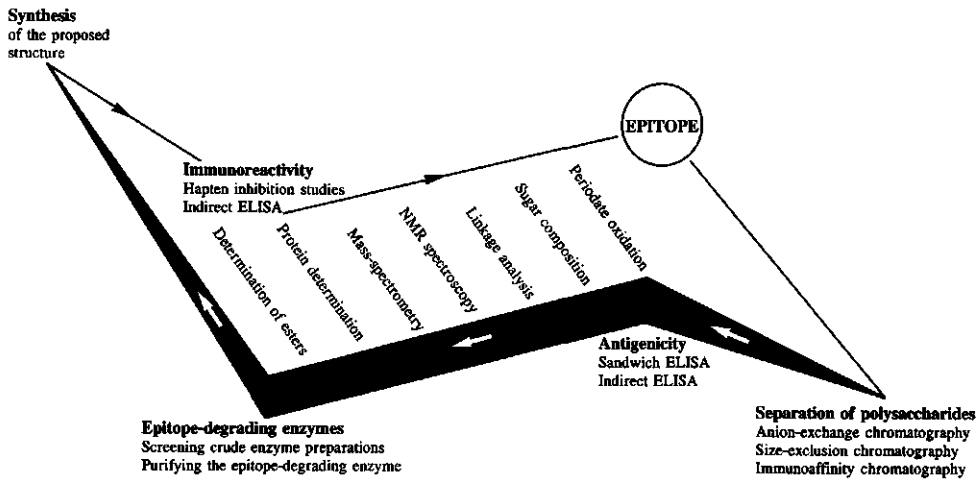 Synthesis
of the proposed
structure
EPITOPE
Immunoreactivity
Hapten inhibition studies
Indirect ELISA
Determination of esters
Protein determination
Mass-spectrometry
NMR spectroscopy
Linkage analysis
Sugar composition
Periodate oxidation
Antigenicity
Sandwich ELISA
Indirect ELISA
Epitope-degrading enzymes
Screening crude enzyme preparations
Purifying the epitope-degrading enzyme
Separation of polysaccharides
Anion-exchange chromatography
Size-exclusion chromatography
Immunoaffinity chromatography